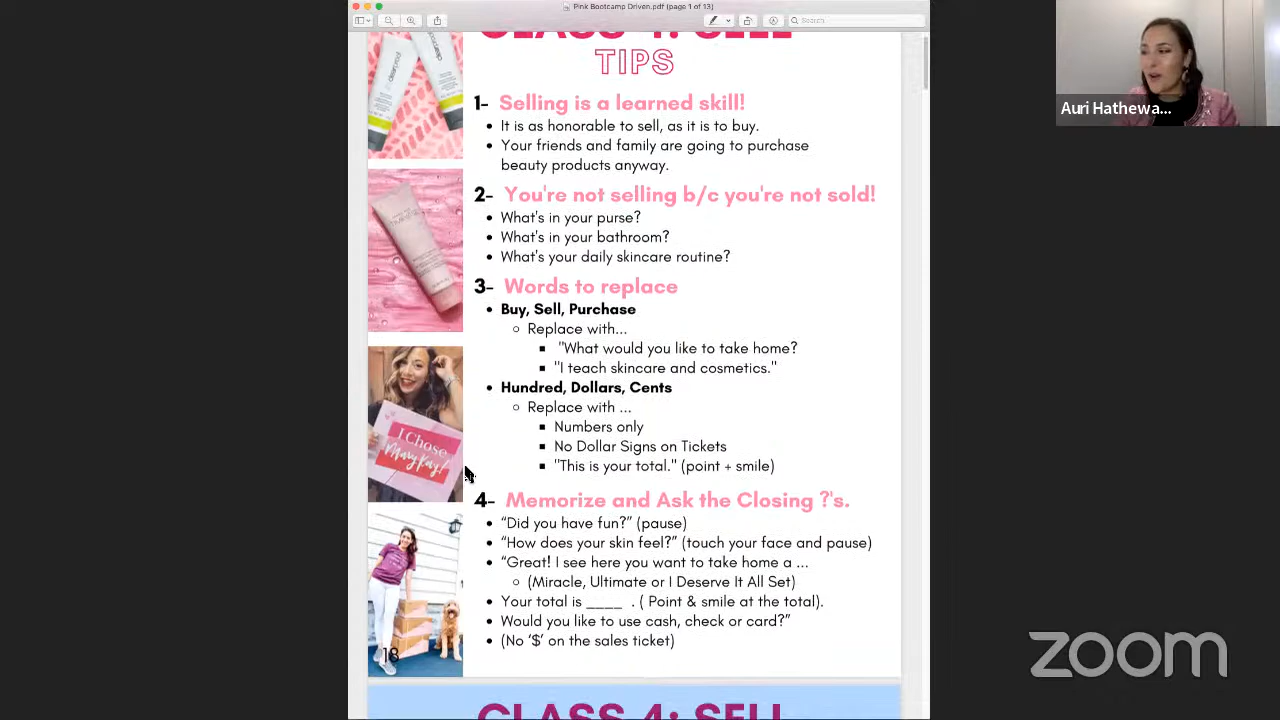 Pink Bootcamp Driven.pdf (page 1 of 13)
Search
CLASS 4: SELL
TIPS
1- Selling is a learned skill!
• It is as honorable to sell, as it is to buy.
• Your friends and family are going to purchase
beauty products anyway.
2- You're not selling b/c you're not sold!
• What's in your purse?
• What's in your bathroom?
• What's your daily skincare routine?
3- Words to replace
• Buy, Sell, Purchase
○ Replace with...
▪ "What would you like to take home?
▪ "I teach skincare and cosmetics."
• Hundred, Dollars, Cents
○ Replace with ...
▪ Numbers only
▪ No Dollar Signs on Tickets
▪ "This is your total." (point + smile)
4- Memorize and Ask the Closing ?'s.
• “Did you have fun?” (pause)
• “How does your skin feel?” (touch your face and pause)
• “Great! I see here you want to take home a ...
○ (Miracle, Ultimate or I Deserve It All Set)
• Your total is ____ . ( Point & smile at the total).
• Would you like to use cash, check or card?”
• (No ‘$’ on the sales ticket)
I Chose
Mary Kay!
18
CLASS 4: SELL
Auri Hathewa...
zoom